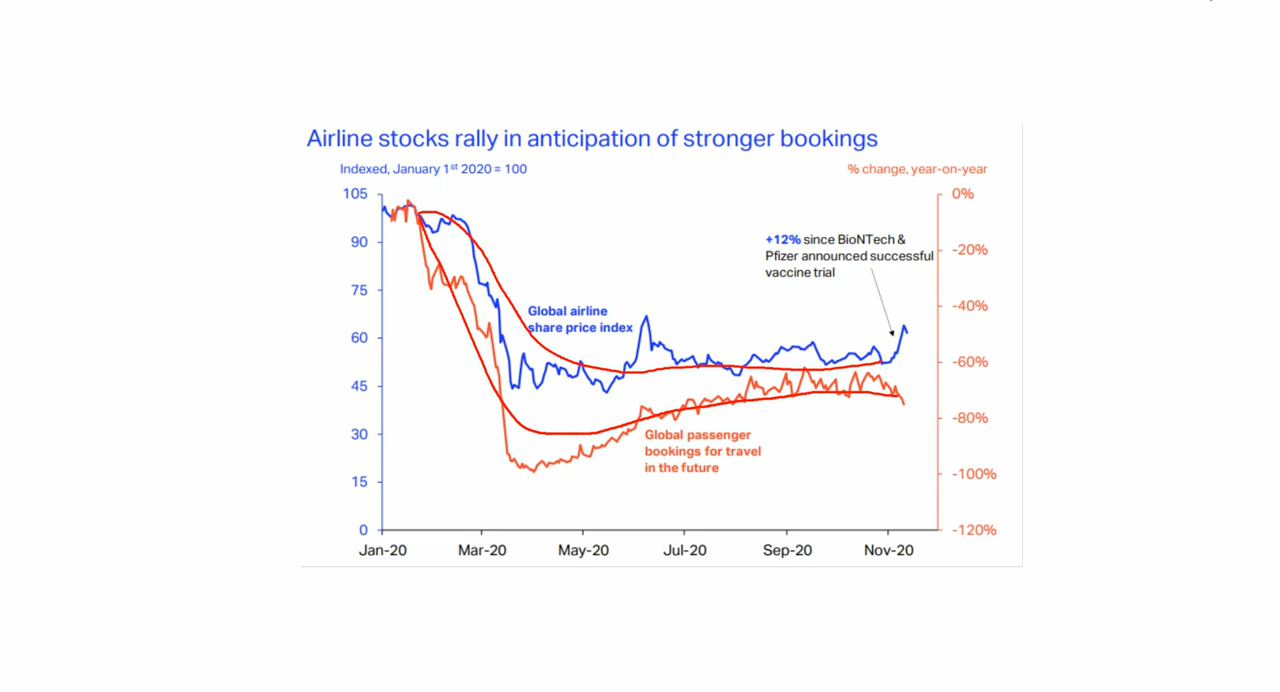 Airline stocks rally in anticipation of stronger bookings
Indexed, January 1st 2020 = 100
% change, year-on-year
105
90
75
60
45
30
15
0
0%
-20%
-40%
-60%
-80%
-100%
-120%
+12% since BioNTech &
Pfizer announced successful
vaccine trial
Global airline
share price index
Global passenger
bookings for travel
in the future
Jan-20
Mar-20
May-20
Jul-20
Sep-20
Nov-20